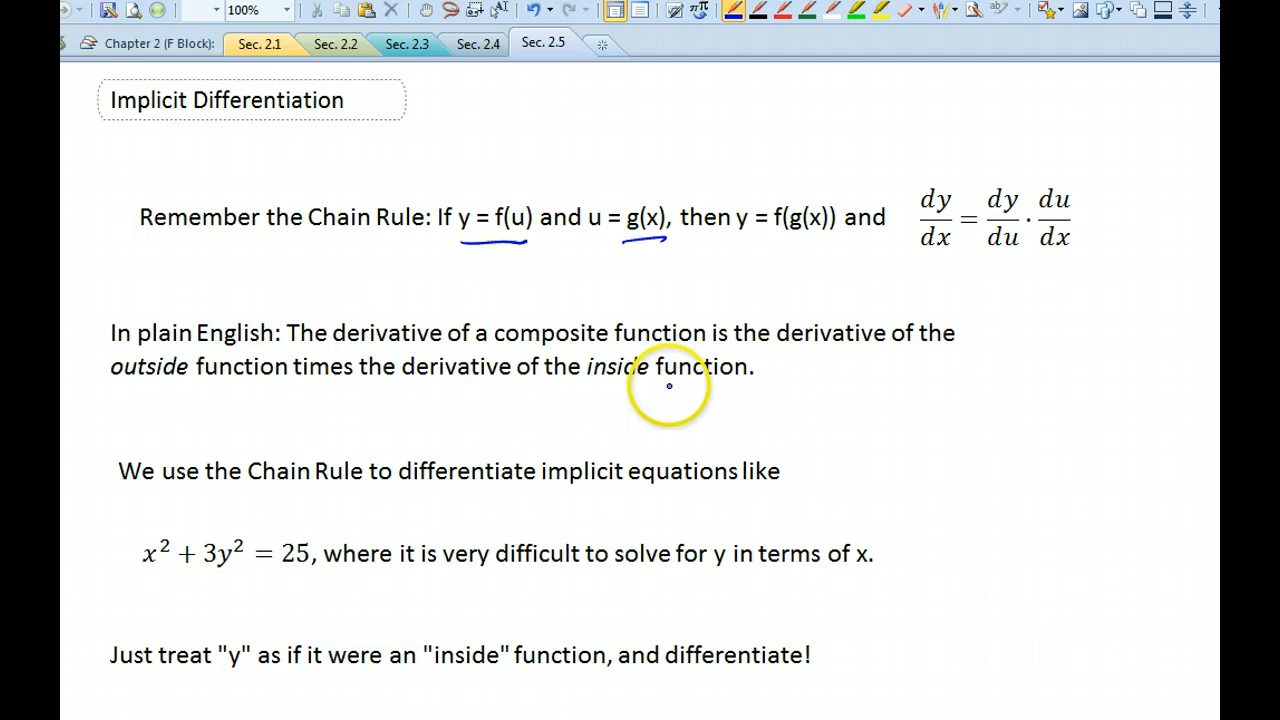 100%
Chapter 2 (F Block): Sec. 2.1 Sec. 2.2 Sec. 2.3 Sec. 2.4 Sec. 2.5
Implicit Differentiation
Remember the Chain Rule: If y = f(u) and u = g(x), then y = f(g(x)) and dy/dx = dy/du · du/dx
In plain English: The derivative of a composite function is the derivative of the
outside function times the derivative of the inside function.
We use the Chain Rule to differentiate implicit equations like
x² + 3y² = 25, where it is very difficult to solve for y in terms of x.
Just treat "y" as if it were an "inside" function, and differentiate!